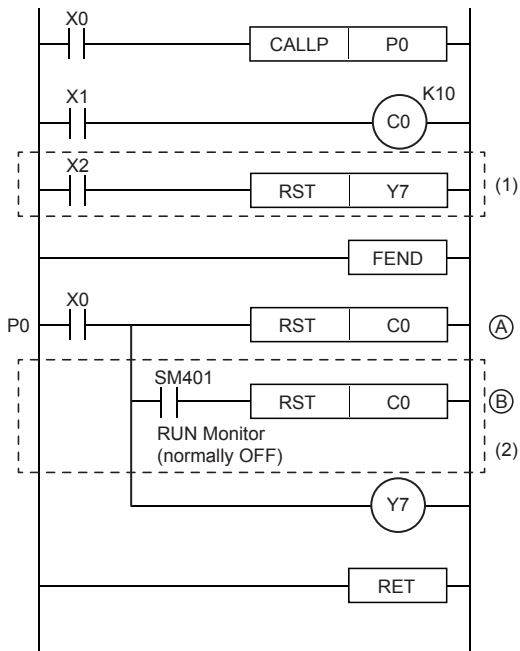 X0
CALLP P0
X1
K10
C0
X2
RST Y7
(1)
FEND
X0
P0
RST C0
A
SM401
RST C0
B
RUN Monitor
(normally OFF)
(2)
Y7
RET